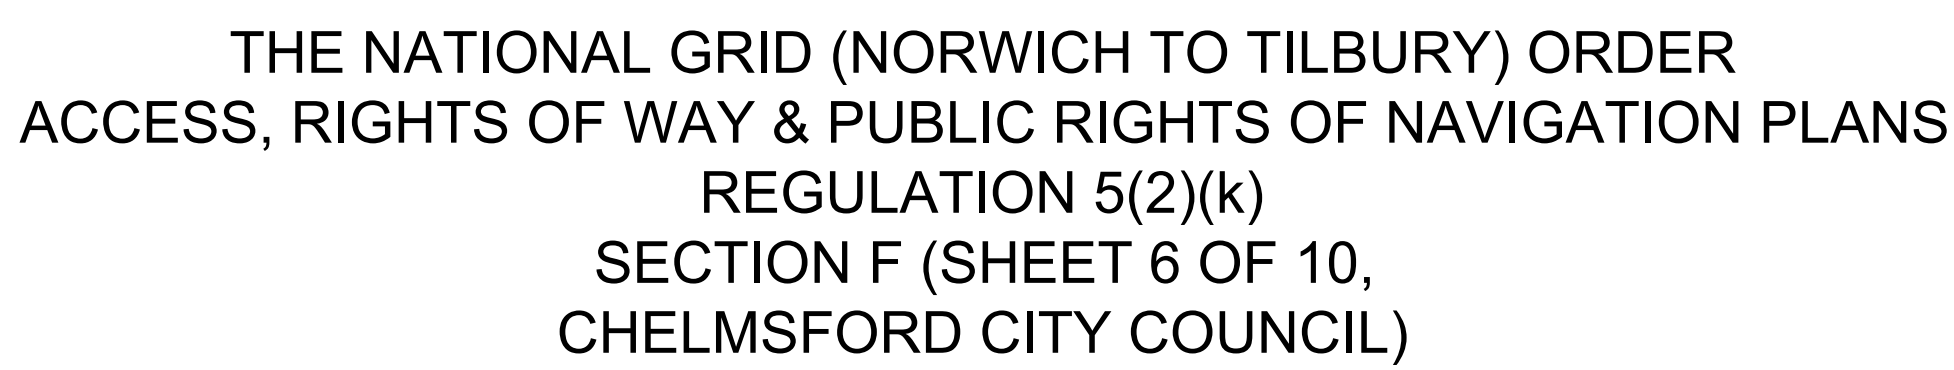 THE NATIONAL GRID (NORWICH TO TILBURY) ORDER
ACCESS, RIGHTS OF WAY & PUBLIC RIGHTS OF NAVIGATION PLANS
REGULATION 5(2)(k)
SECTION F (SHEET 6 OF 10,
CHELMSFORD CITY COUNCIL)